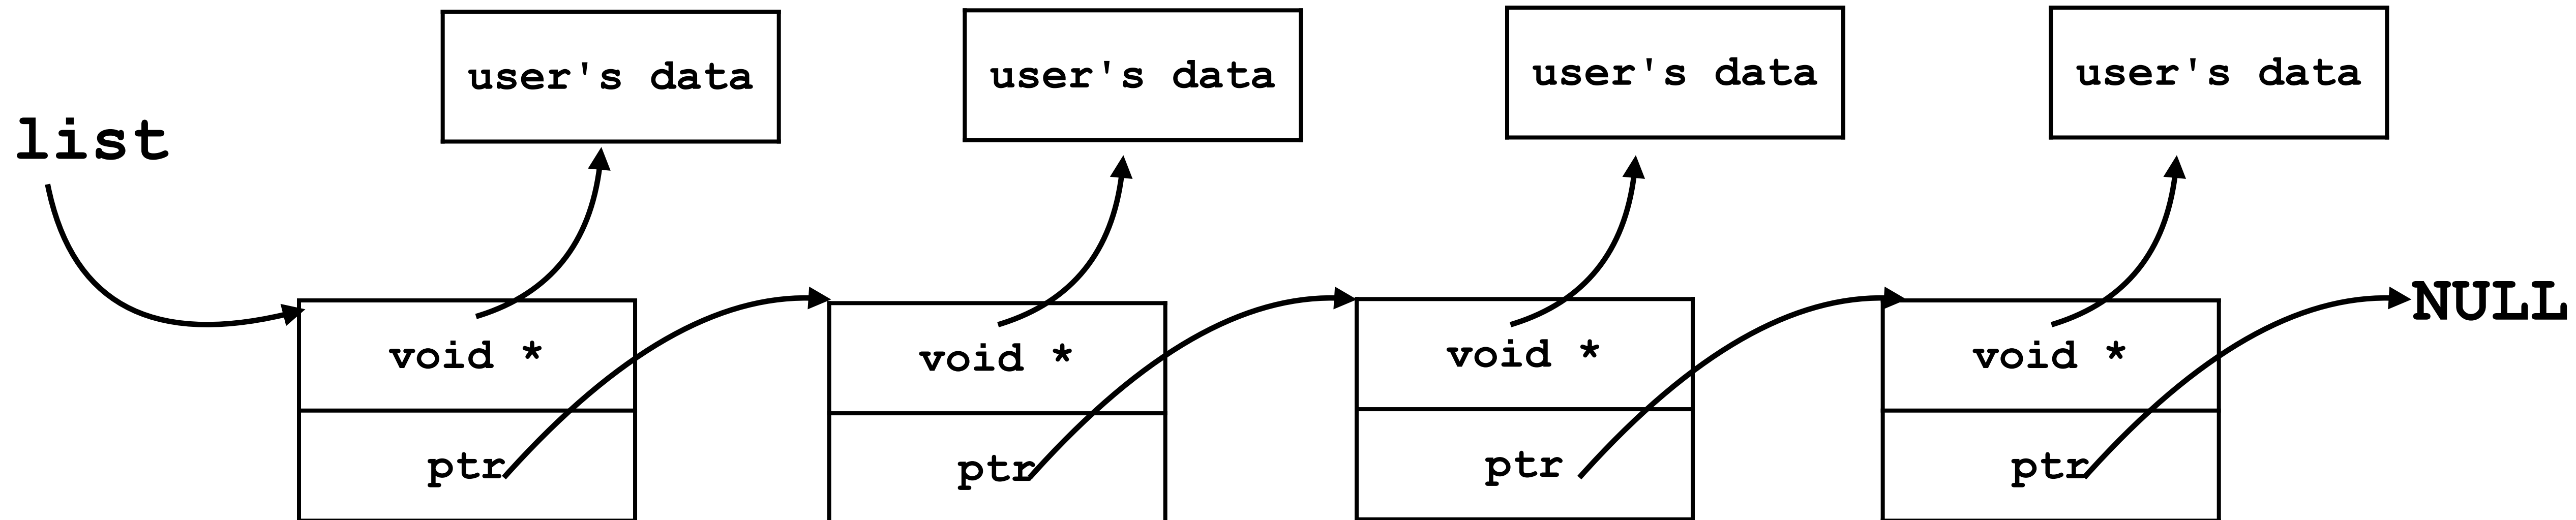 user's data
user's data
user's data
user's data
list
NULL
void *
void *
void *
void *
ptr
ptr
ptr
ptr